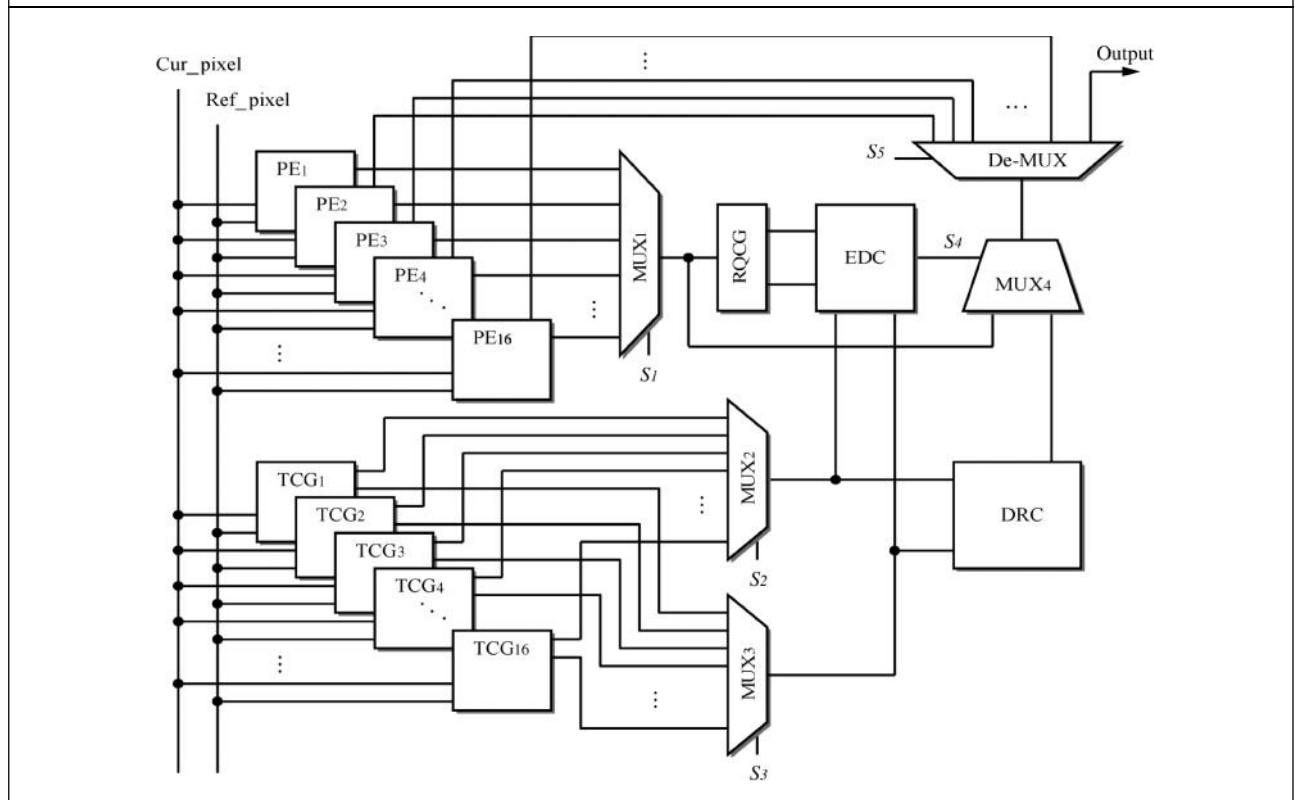 Cur_pixel
Ref_pixel
Output
PE1
PE2
PE3
PE4
PE16
MUX1
S1
RQCG
EDC
S4
MUX4
S5
De-MUX
TCG1
TCG2
TCG3
TCG4
TCG16
MUX2
S2
MUX3
S3
DRC